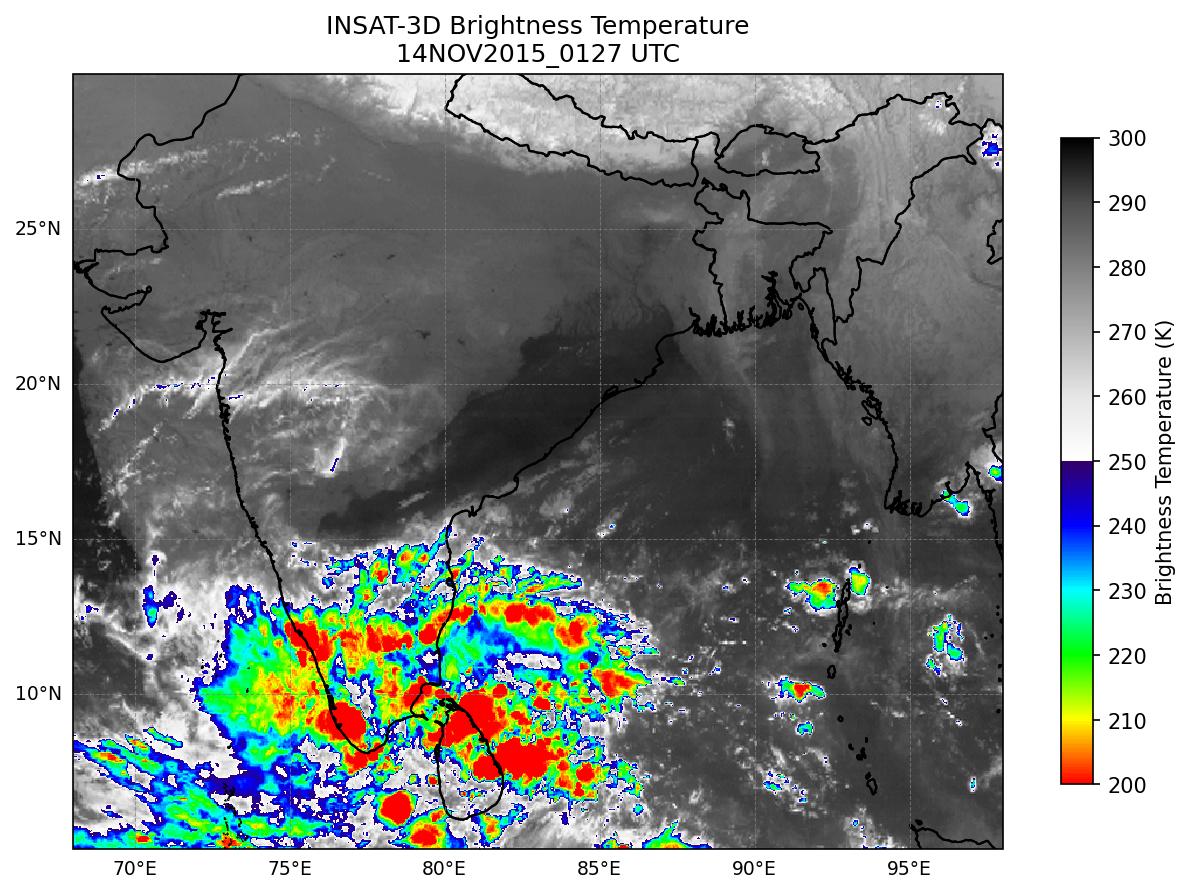 INSAT-3D Brightness Temperature
14NOV2015_0127 UTC
25°N
20°N
15°N
10°N
70°E
75°E
80°E
85°E
90°E
95°E
300
290
280
270
260
250
240
230
220
210
200
Brightness Temperature (K)